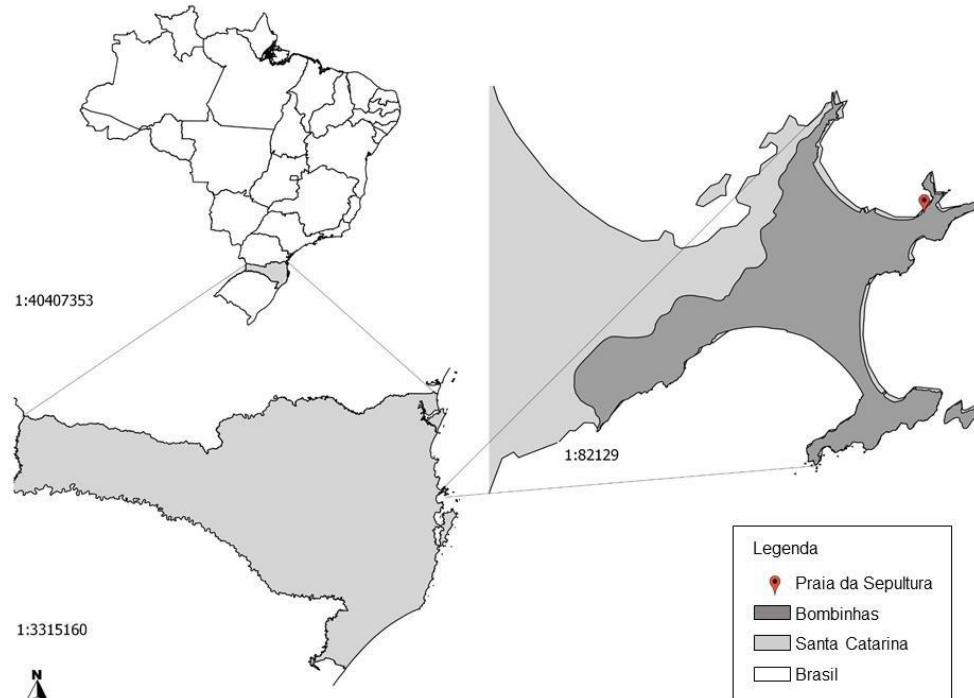 1:40407353
1:82129
1:3315160
N
Legenda
Praia da Sepultura
Bombinhas
Santa Catarina
Brasil